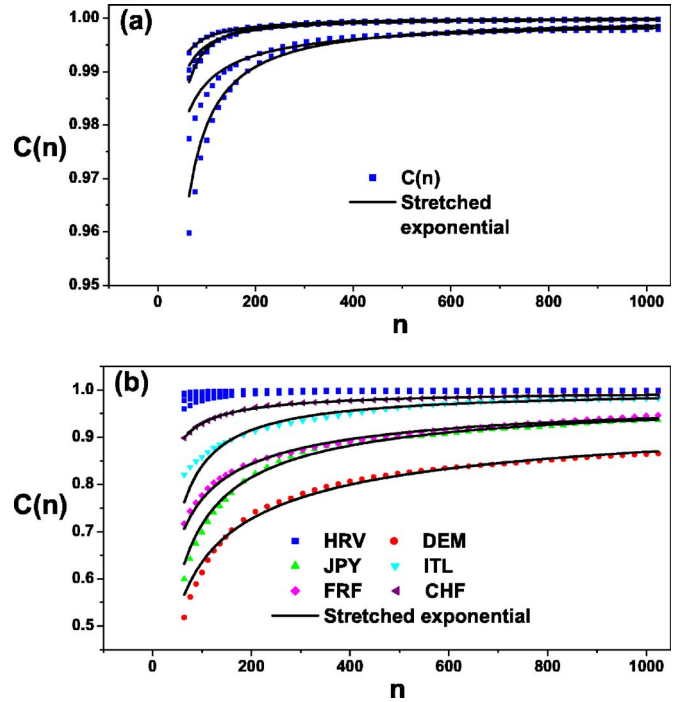 (a)
1.00
0.99
0.98
0.97
0.96
0.95
C(n)
C(n)
Stretched
exponential
0 200 400 600 800 1000
n
(b)
1.0
0.9
0.8
0.7
0.6
0.5
C(n)
HRV DEM
JPY ITL
FRF CHF
Stretched exponential
0 200 400 600 800 1000
n